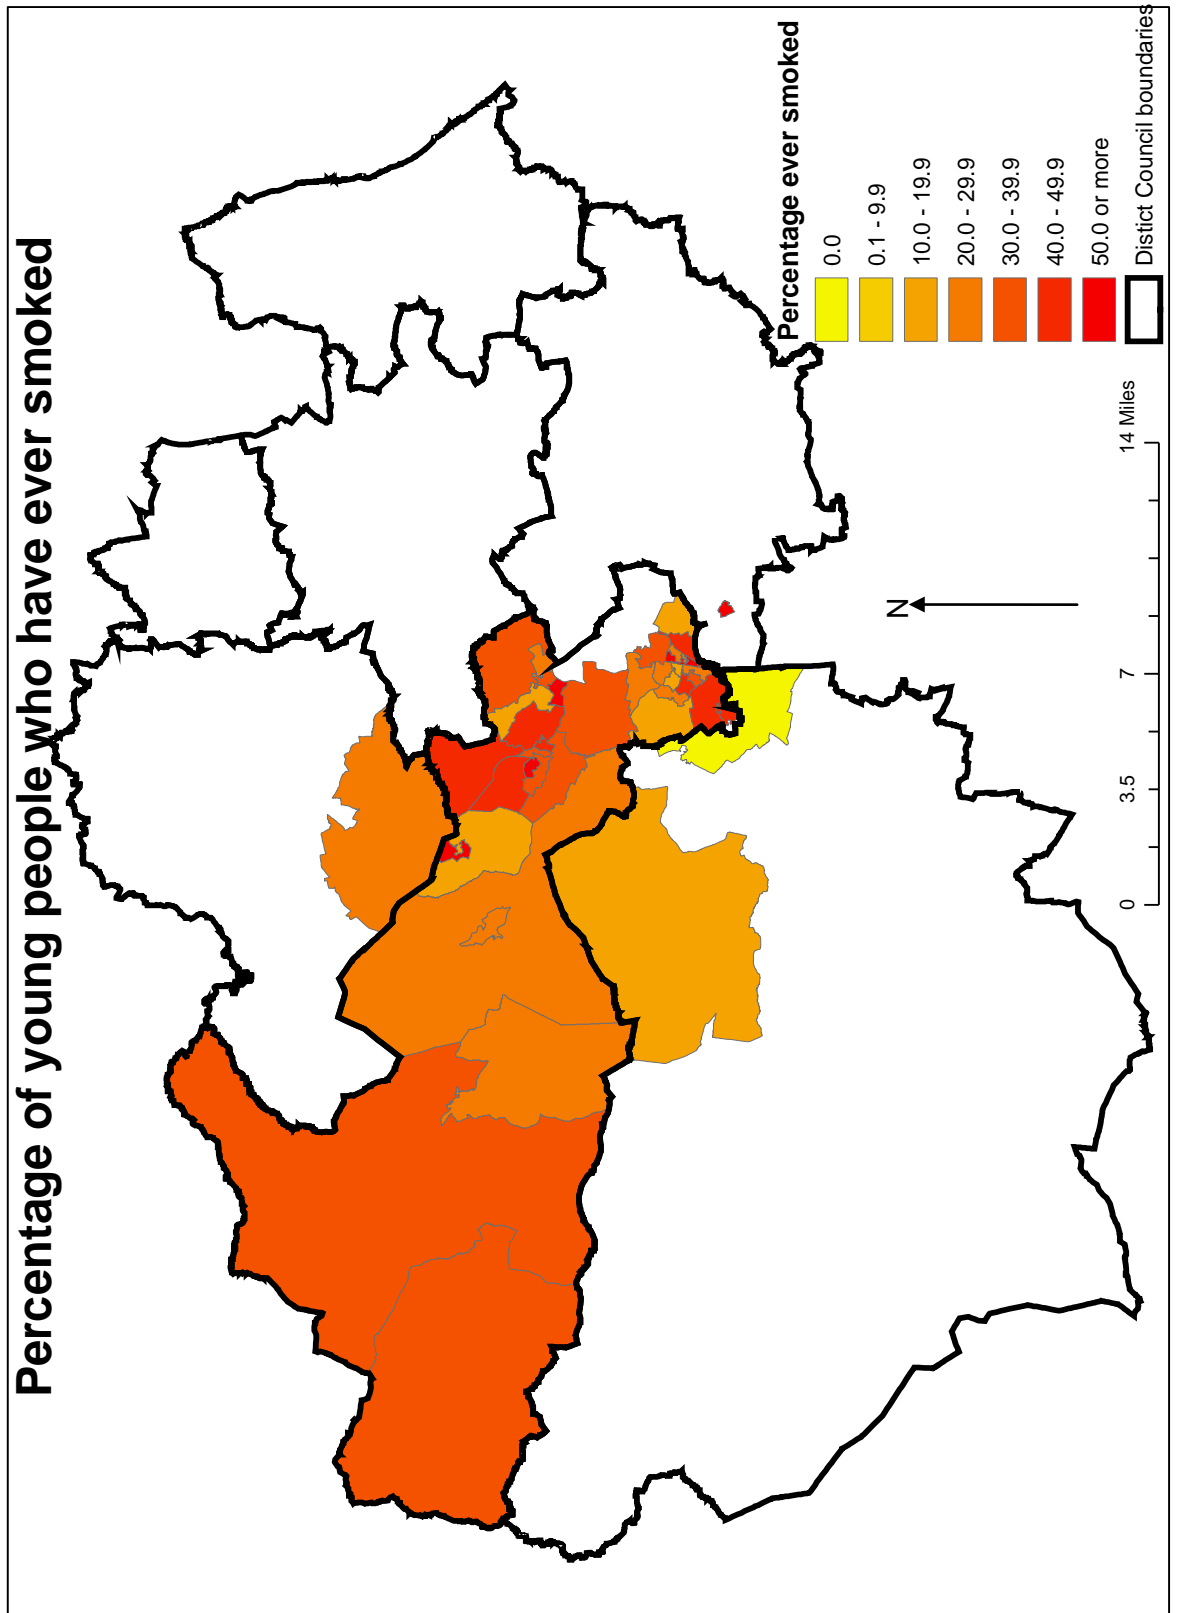 Percentage of young people who have ever smoked
Percentage ever smoked
0.0
0.1 - 9.9
10.0 - 19.9
20.0 - 29.9
30.0 - 39.9
40.0 - 49.9
50.0 or more
Distict Council boundaries
N
0 3.5 7 14 Miles